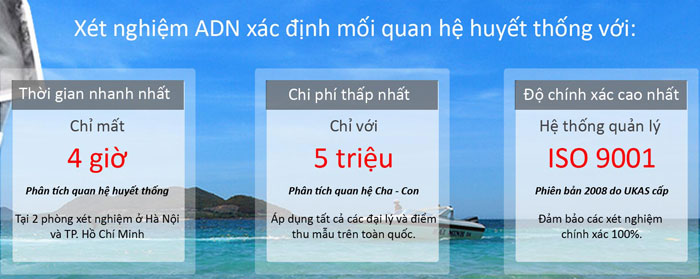 Xét nghiệm ADN xác định mối quan hệ huyết thống với:
Thời gian nhanh nhất
Chỉ mất
4 giờ
Phân tích quan hệ huyết thống
Tại 2 phòng xét nghiệm ở Hà Nội
và TP. Hồ Chí Minh
Chi phí thấp nhất
Chỉ với
5 triệu
Phân tích quan hệ Cha - Con
Áp dụng tất cả các đại lý và điểm
thu mẫu trên toàn quốc.
Độ chính xác cao nhất
Hệ thống quản lý
ISO 9001
Phiên bản 2008 do UKAS cấp
Đảm bảo các xét nghiệm
chính xác 100%.